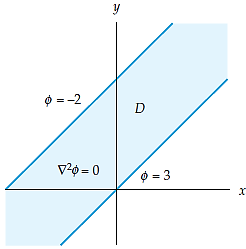 y
ϕ = –2
D
∇²ϕ = 0
ϕ = 3
x